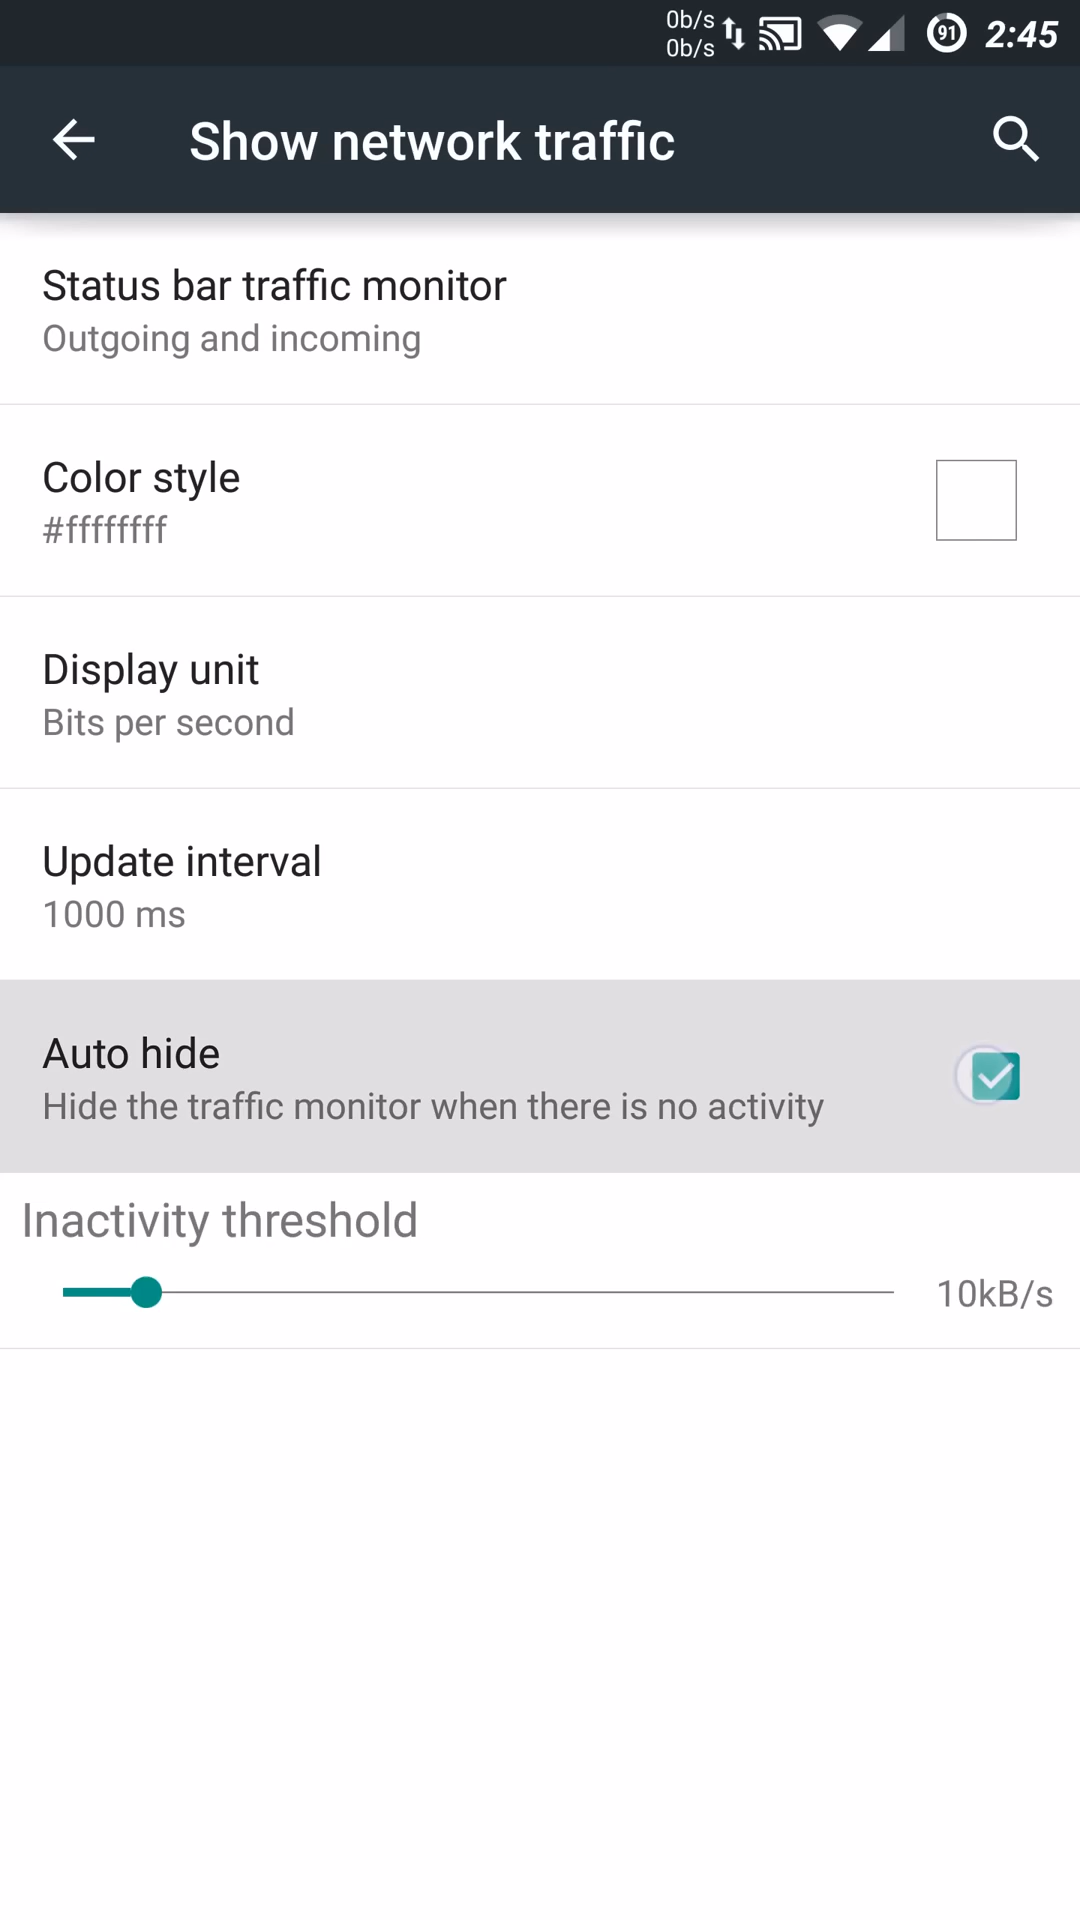 0b/s
0b/s
91
2:45
Show network traffic
Status bar traffic monitor
Outgoing and incoming
Color style
#ffffffff
Display unit
Bits per second
Update interval
1000 ms
Auto hide
Hide the traffic monitor when there is no activity
Inactivity threshold
10kB/s